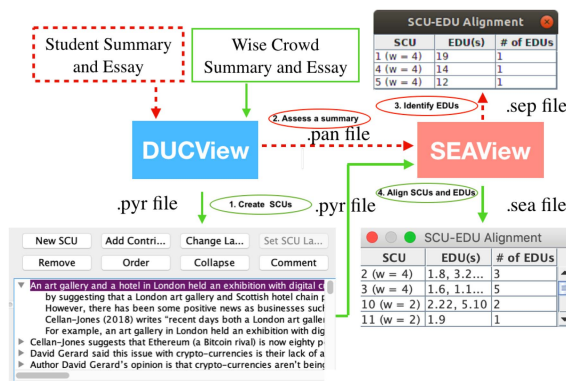 Student Summary
and Essay
Wise Crowd
Summary and Essay
SCU-EDU Alignment
SCU EDU(s) # of EDUs
1 (w = 4) 19 1
4 (w = 4) 14 1
5 (w = 4) 12 1
2. Assess a summary
3. Identify EDUs
.pan file
.sep file
DUCView
SEAView
.pyr file
1. Create SCUs
.pyr file
4. Align SCUs and EDUs
.sea file
New SCU Add Contri... Change La... Set SCU La...
Remove Order Collapse Comment
An art gallery and a hotel in London held an exhibition with digital c
by suggesting that a London art gallery and Scottish hotel chain
However, there has been some positive news as businesses such
Cellan-Jones (2018) writes "recent days both a London art galle
For example, an art gallery in London held an exhibition with dig
Cellan-Jones suggests that Ethereum (a Bitcoin rival) is now eighty p
David Gerard said this issue with crypto-currencies is their lack of a
Author David Gerard's opinion is that crypto-currencies aren't being
SCU-EDU Alignment
SCU EDU(s) # of EDUs
2 (w = 4) 1.8, 3.2... 3
3 (w = 4) 1.6, 1.1... 5
10 (w = 2) 2.22, 5.10 2
11 (w = 2) 1.9 1